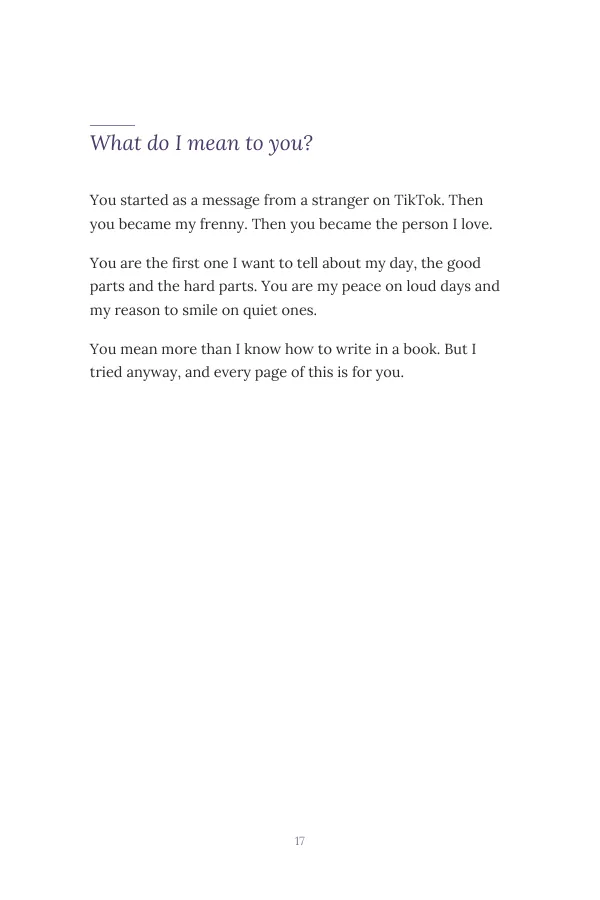 What do I mean to you?
You started as a message from a stranger on TikTok. Then
you became my frenny. Then you became the person I love.
You are the first one I want to tell about my day, the good
parts and the hard parts. You are my peace on loud days and
my reason to smile on quiet ones.
You mean more than I know how to write in a book. But I
tried anyway, and every page of this is for you.
17